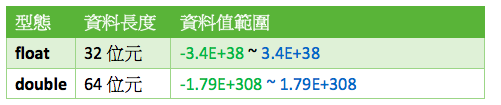 型態 資料長度 資料值範圍
float 32 位元 -3.4E+38 ~ 3.4E+38
double 64 位元 -1.79E+308 ~ 1.79E+308